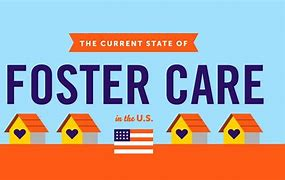 THE CURRENT STATE OF
FOSTER CARE
in the U.S.